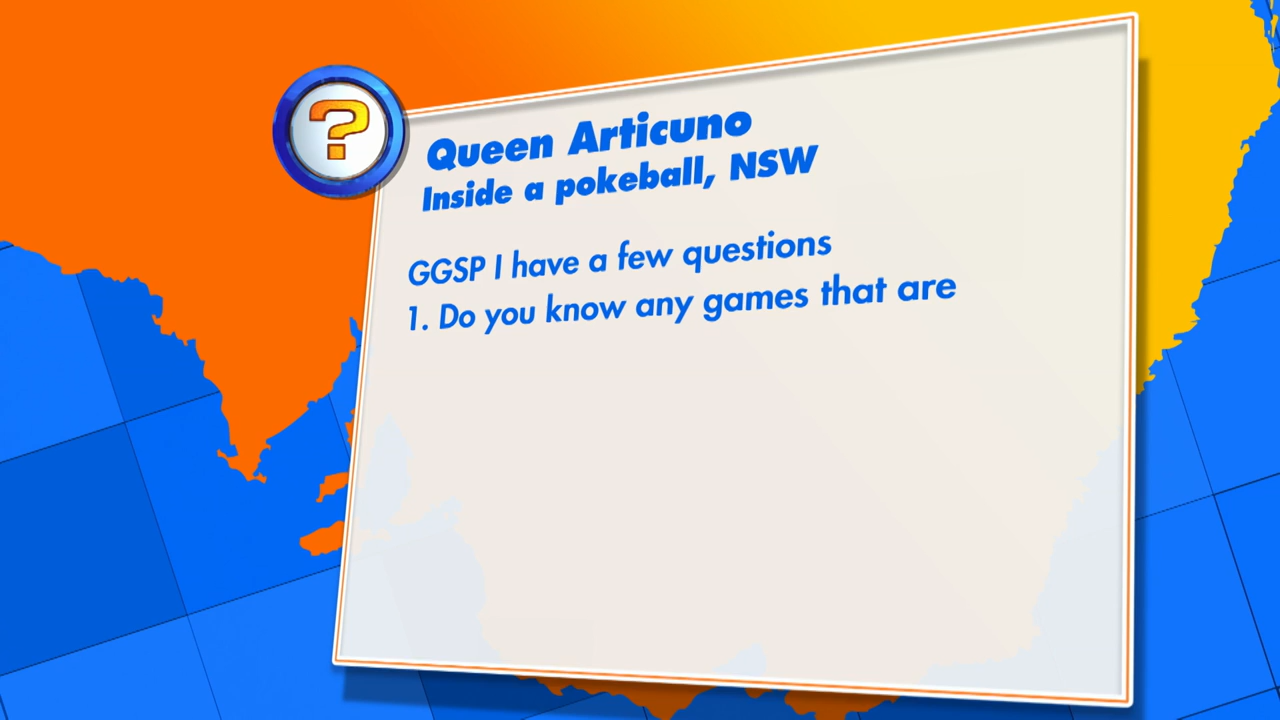 ?
Queen Articuno
Inside a pokeball, NSW
GGSP I have a few questions
1. Do you know any games that are